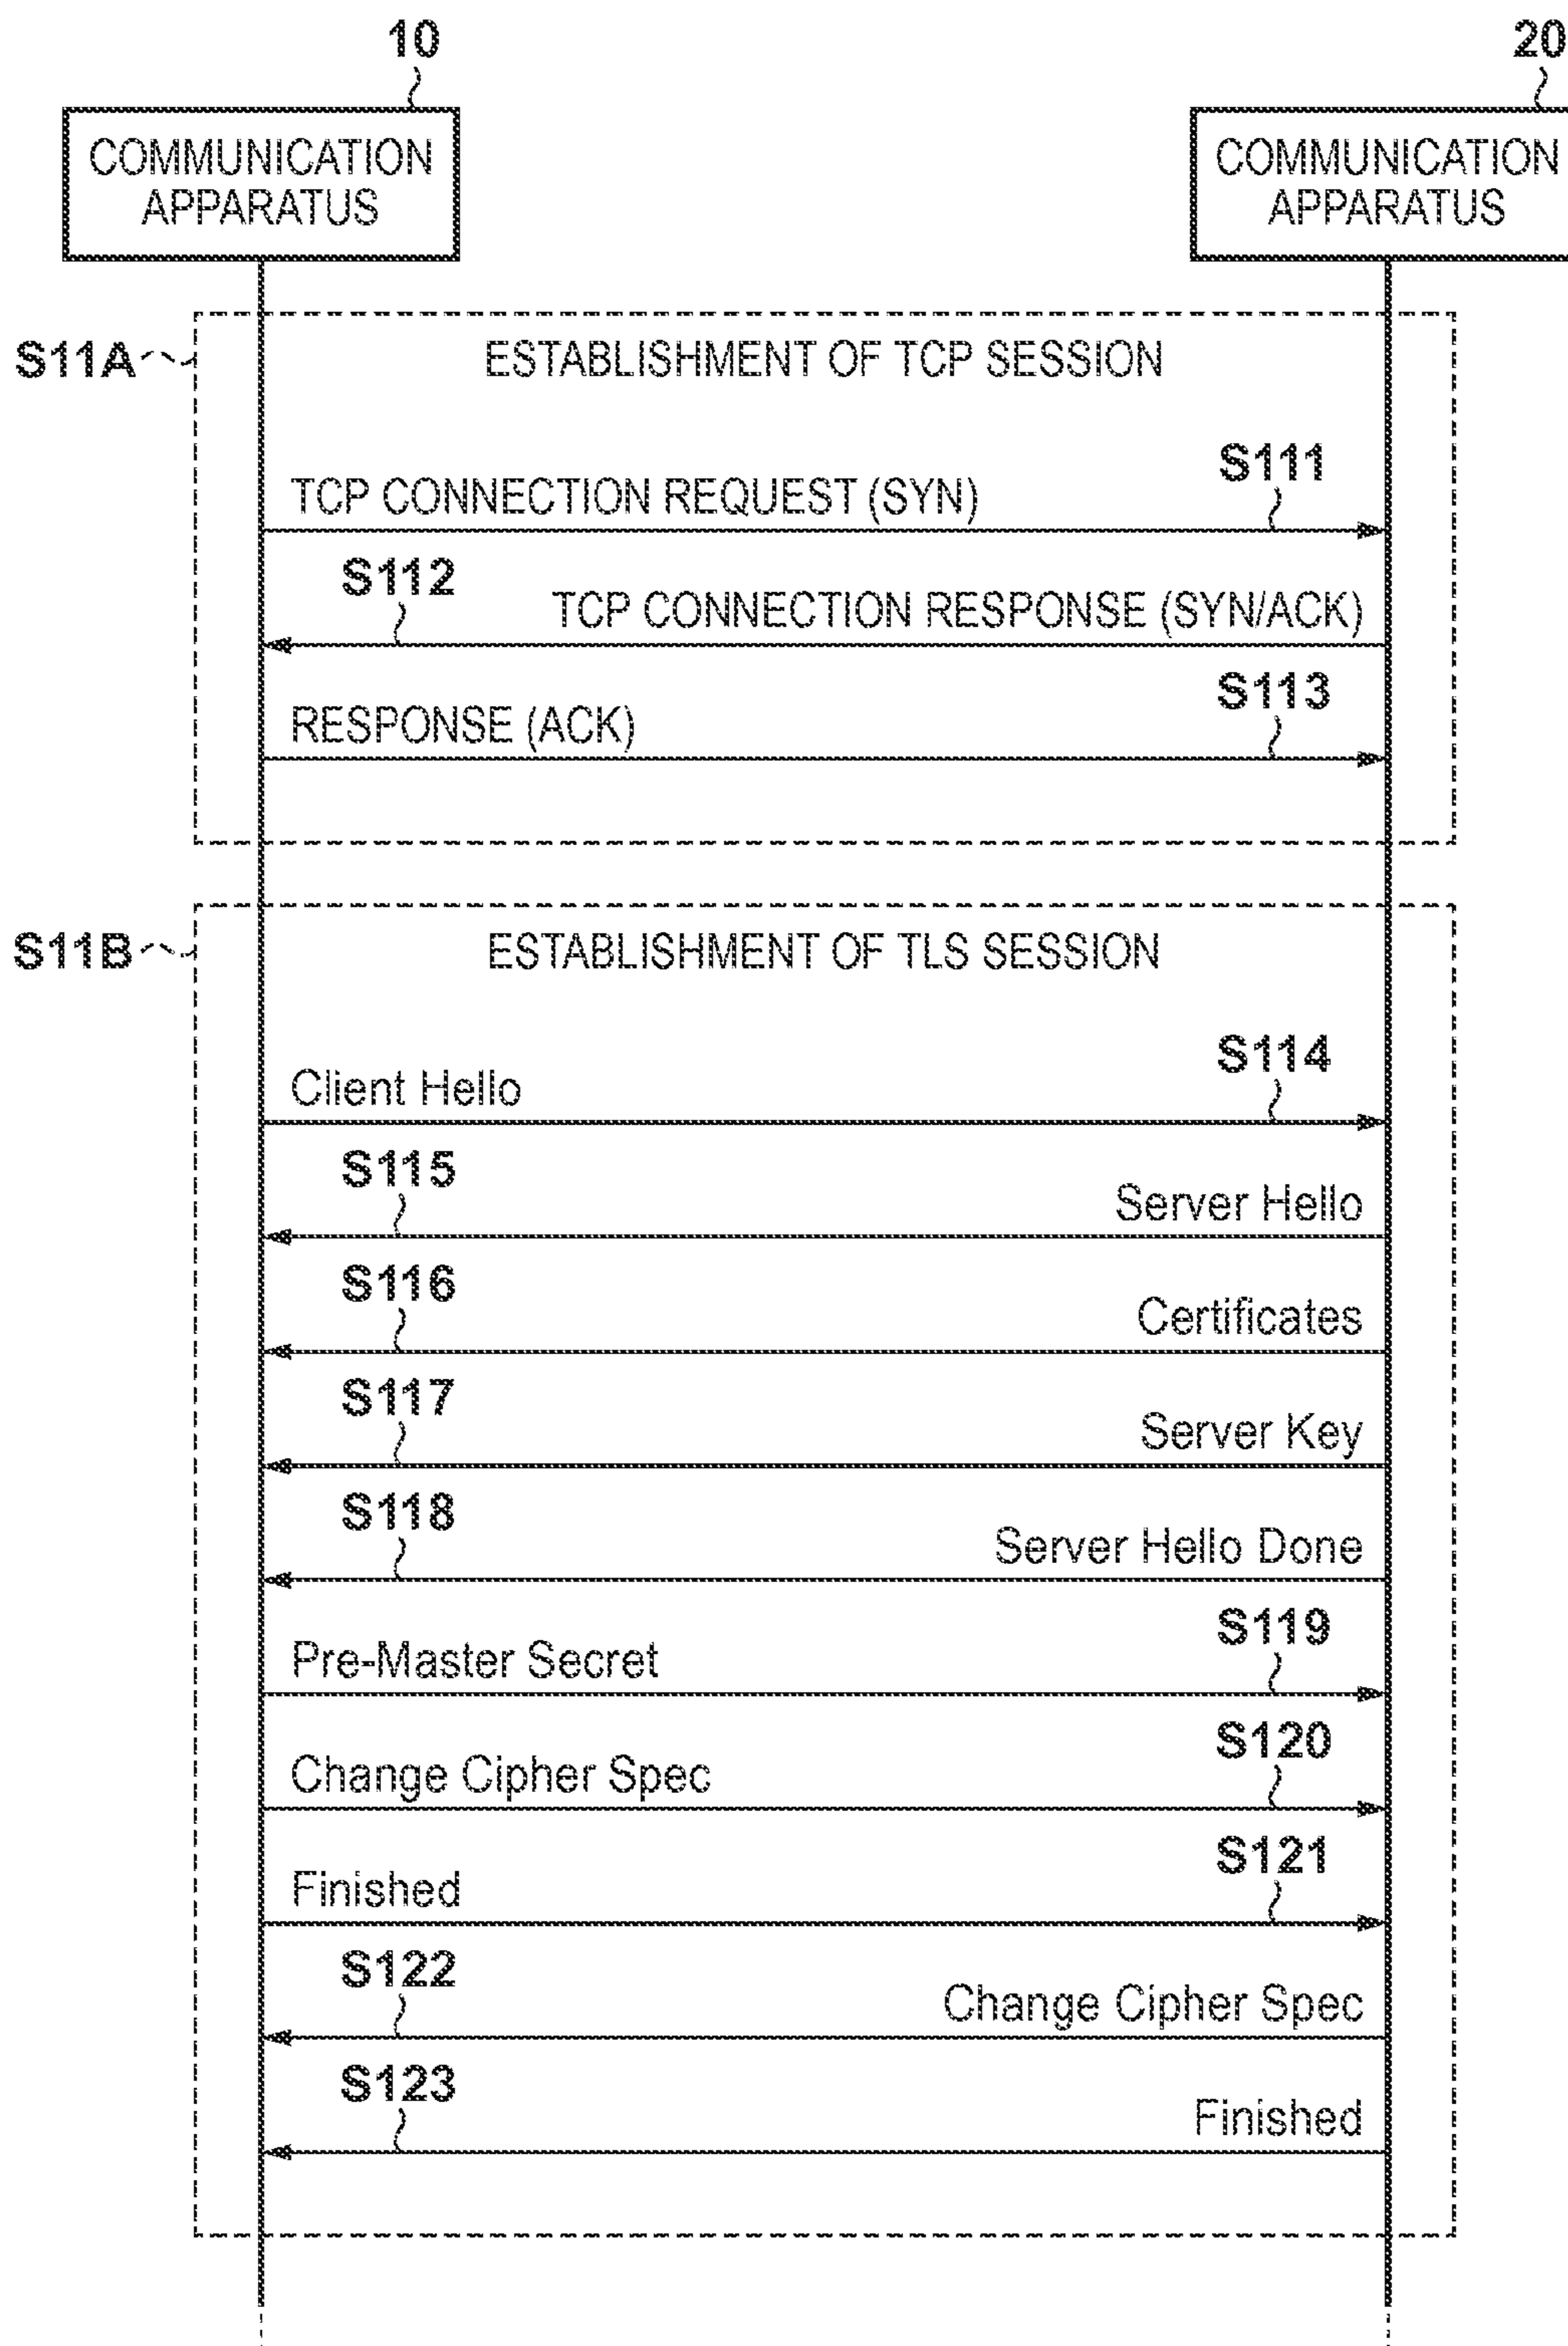 10
20
COMMUNICATION
APPARATUS
COMMUNICATION
APPARATUS
S11A
ESTABLISHMENT OF TCP SESSION
S111
TCP CONNECTION REQUEST (SYN)
S112
TCP CONNECTION RESPONSE (SYN/ACK)
S113
RESPONSE (ACK)
S11B
ESTABLISHMENT OF TLS SESSION
S114
Client Hello
S115
Server Hello
S116
Certificates
S117
Server Key
S118
Server Hello Done
S119
Pre-Master Secret
S120
Change Cipher Spec
S121
Finished
S122
Change Cipher Spec
S123
Finished